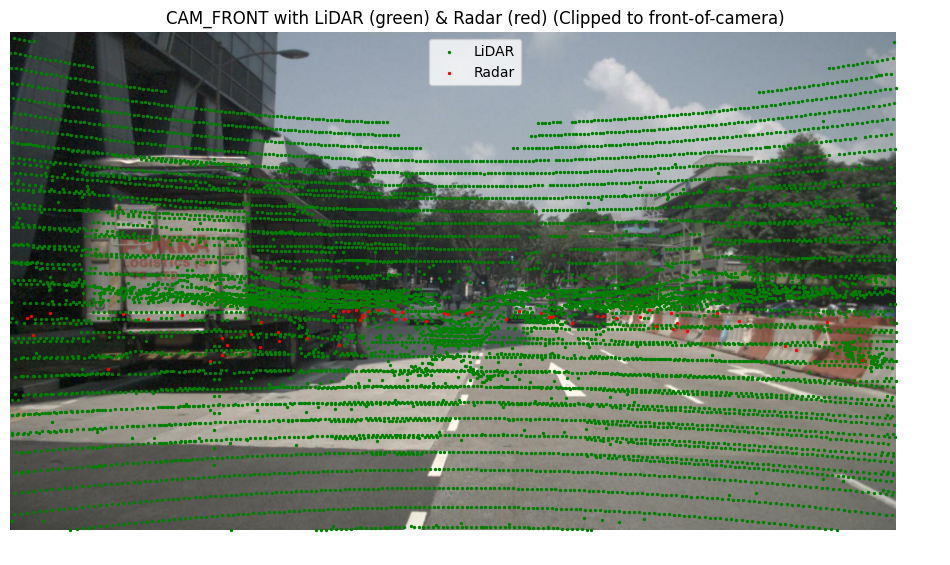 CAM_FRONT with LiDAR (green) & Radar (red) (Clipped to front-of-camera)
LiDAR
Radar